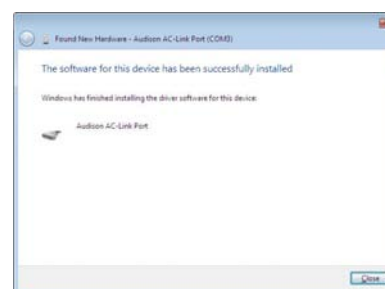 Found New Hardware - Audison AC-Link Port (COM3)
The software for this device has been successfully installed
Windows has finished installing the driver software for this device:
Audison AC-Link Port
Close